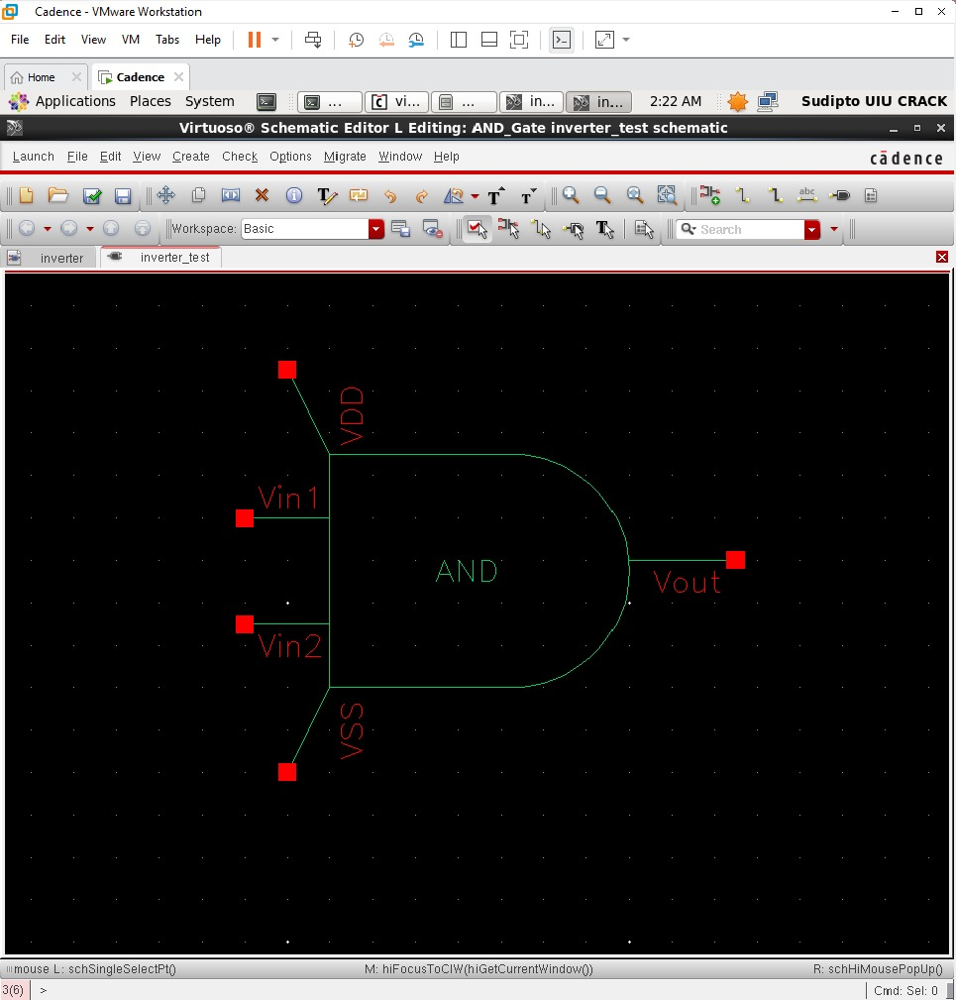 Cadence - VMware Workstation
File Edit View VM Tabs Help
Home Cadence
Applications Places System ... vi... ... in... in... 2:22 AM Sudipto UIU CRACK
Virtuoso® Schematic Editor L Editing: AND_Gate inverter_test schematic
Launch File Edit View Create Check Options Migrate Window Help cādence
abc
Workspace: Basic Search
inverter inverter_test
VDD
Vin1
AND
Vout
Vin2
VSS
mouse L: schSingleSelectPt() M: hiFocusToCIW(hiGetCurrentWindow()) R: schHiMousePopUp()
3(6) > Cmd: Sel: 0